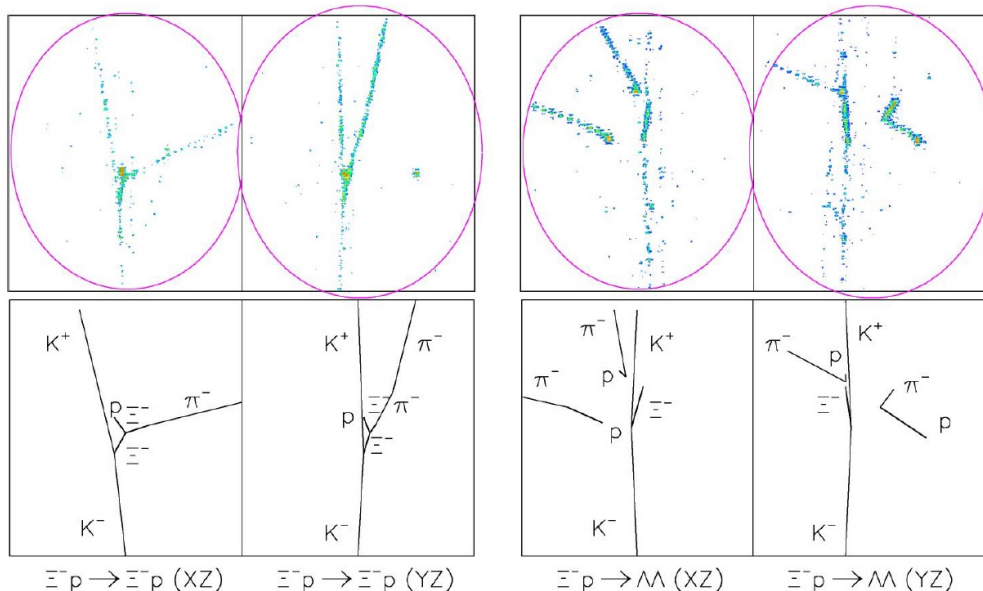 K⁺
p Ξ⁻ π⁻
Ξ⁻
K⁻
K⁺
π⁻
Ξ⁻ π⁻
p
Ξ⁻
K⁻
π⁻ K⁺
p
π⁻
Ξ⁻
p
K⁻
K⁺
π⁻ p
π⁻
Ξ⁻
p
K⁻
Ξ⁻p → Ξ⁻p (XZ) Ξ⁻p → Ξ⁻p (YZ) Ξ⁻p → ΛΛ (XZ) Ξ⁻p → ΛΛ (YZ)